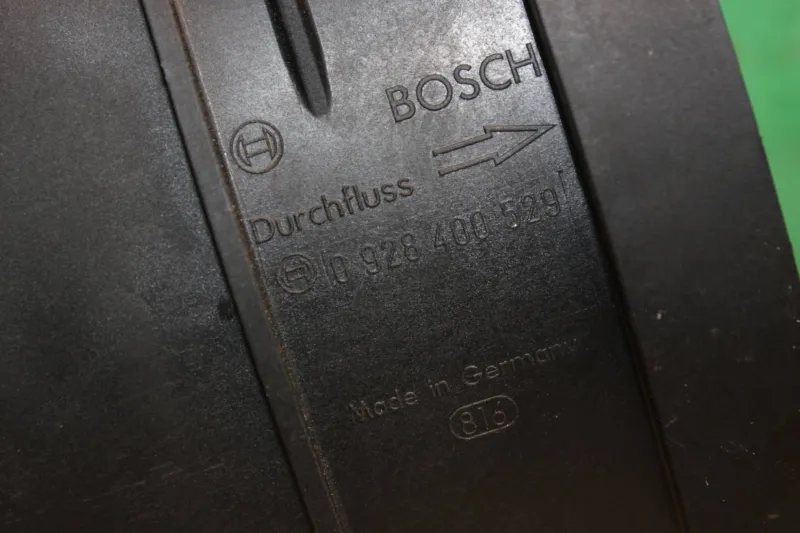 BOSCH
Durchfluss
0 928 400 529
Made in Germany
816